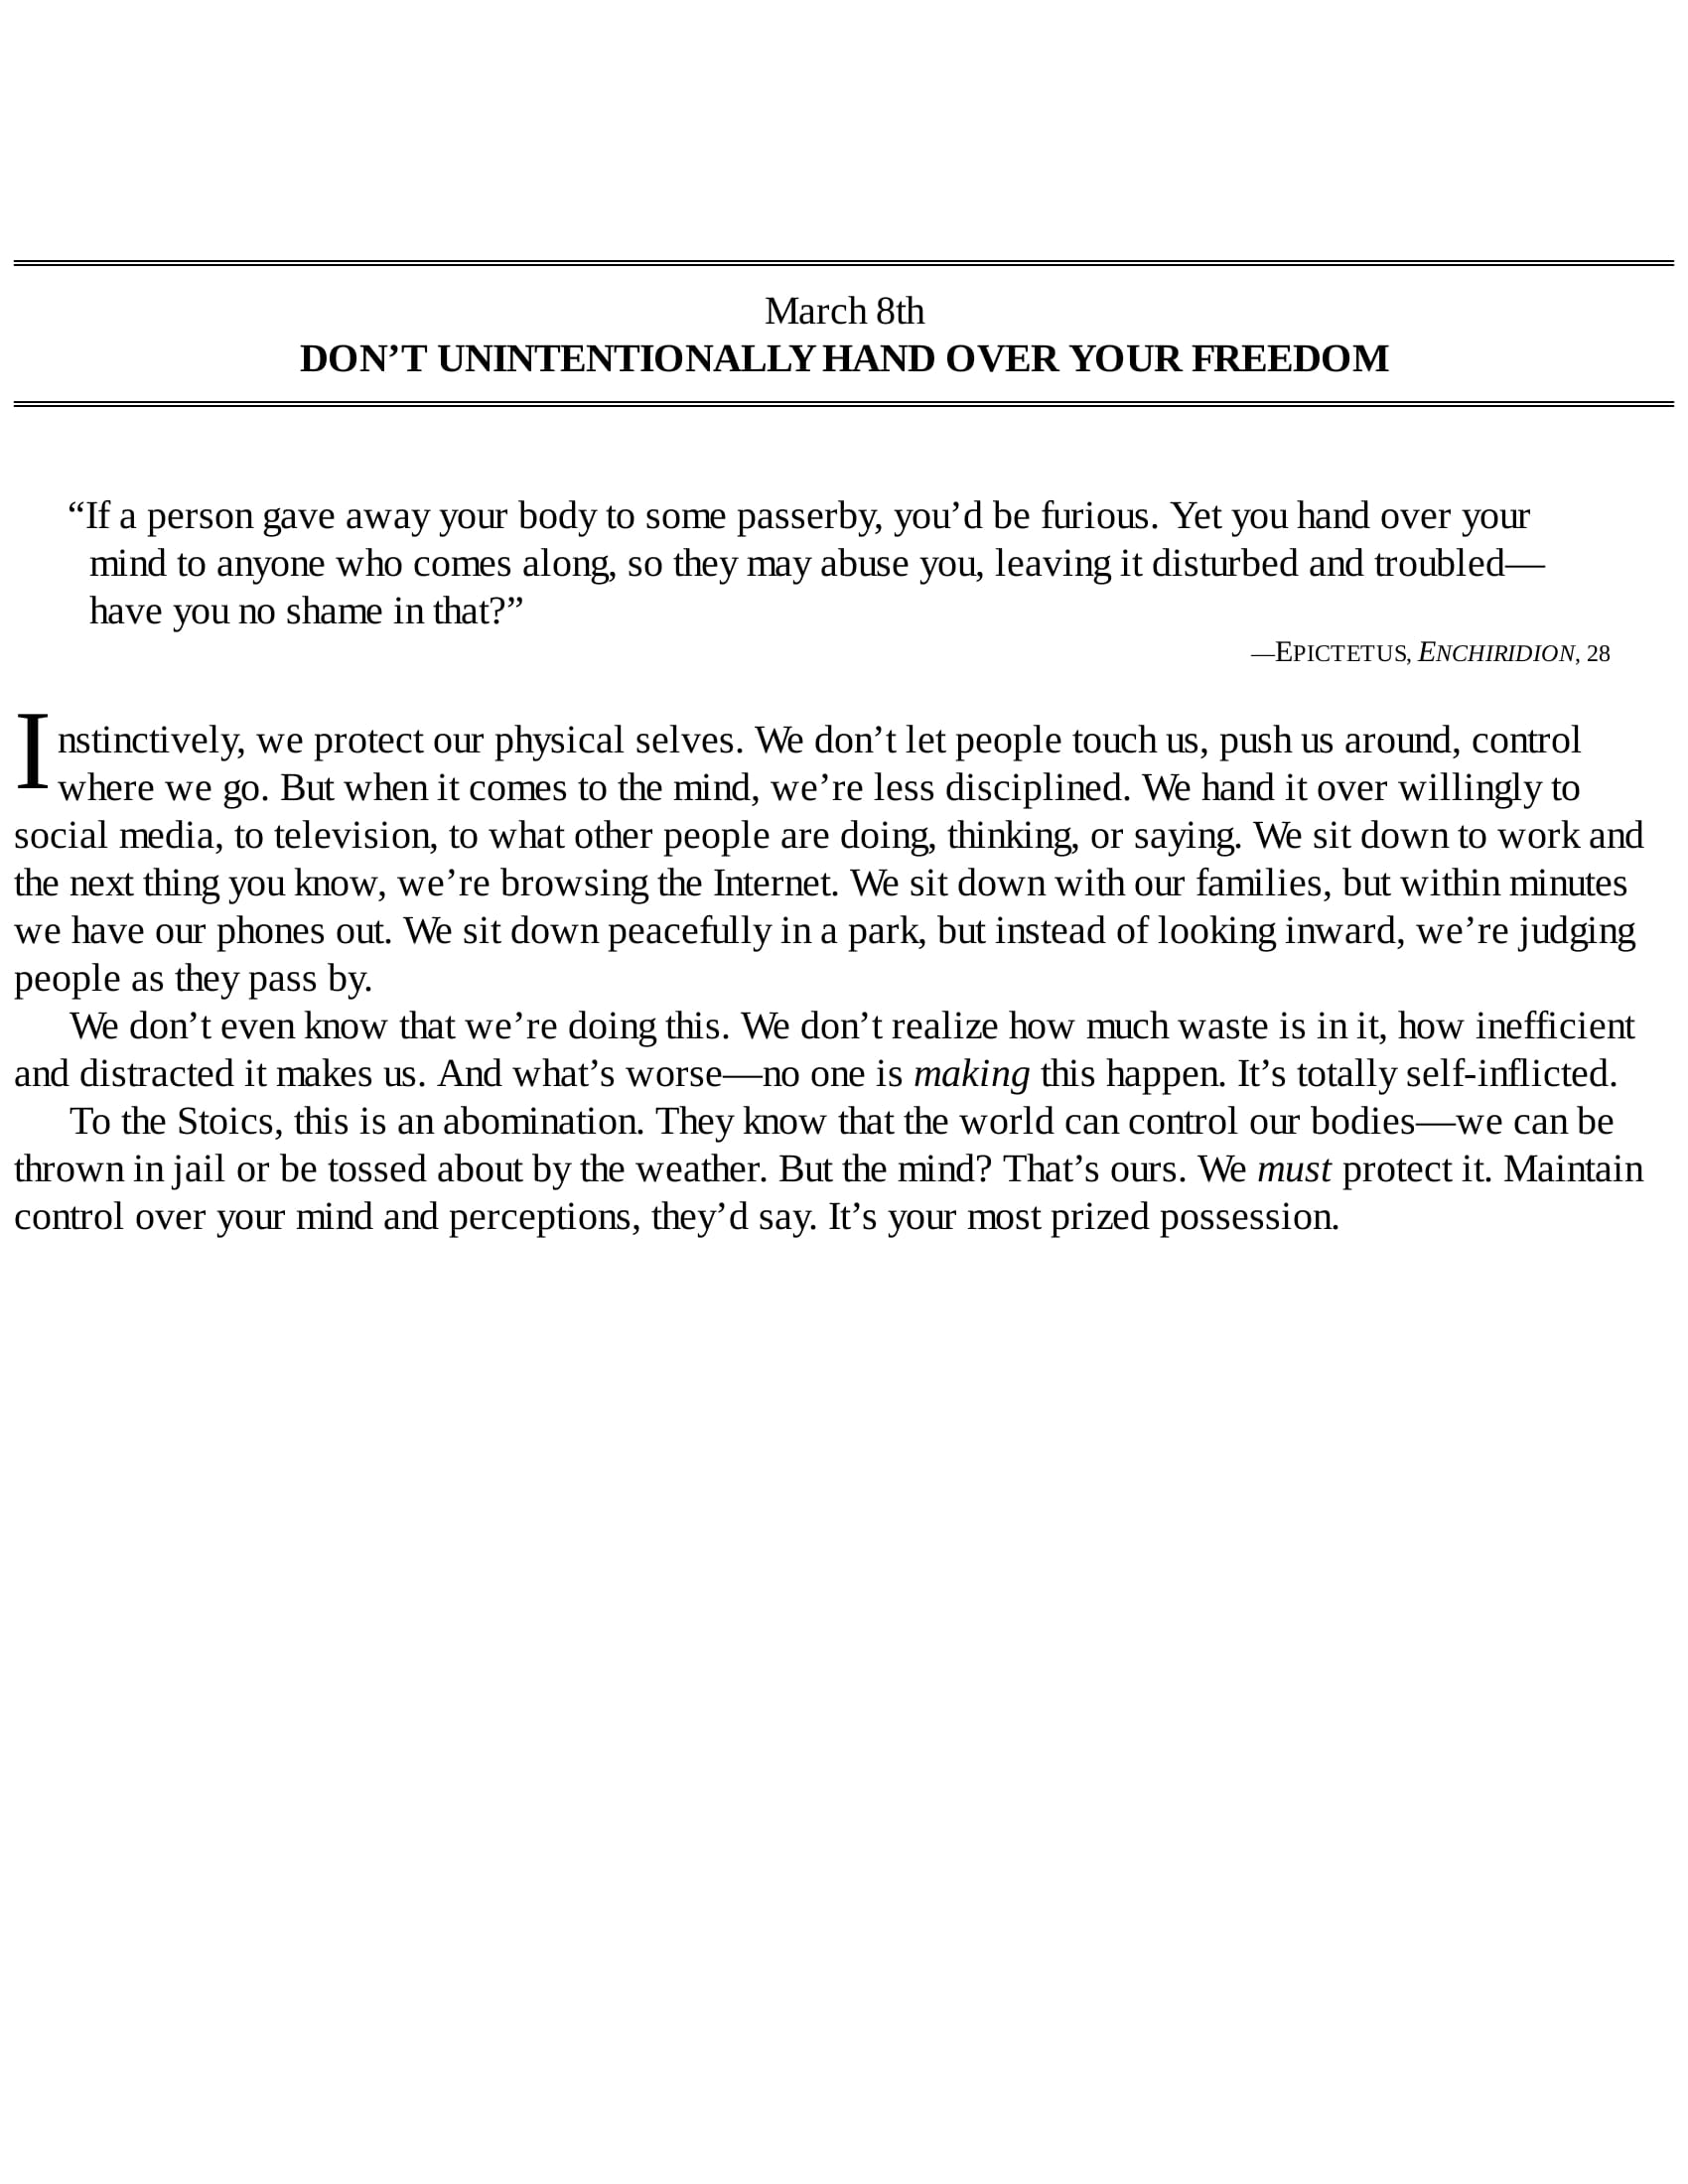 March 8th
DON’T UNINTENTIONALLY HAND OVER YOUR FREEDOM
“If a person gave away your body to some passerby, you’d be furious. Yet you hand over your
mind to anyone who comes along, so they may abuse you, leaving it disturbed and troubled—
have you no shame in that?”
—EPICTETUS, ENCHIRIDION, 28
Instinctively, we protect our physical selves. We don’t let people touch us, push us around, control
where we go. But when it comes to the mind, we’re less disciplined. We hand it over willingly to
social media, to television, to what other people are doing, thinking, or saying. We sit down to work and
the next thing you know, we’re browsing the Internet. We sit down with our families, but within minutes
we have our phones out. We sit down peacefully in a park, but instead of looking inward, we’re judging
people as they pass by.
We don’t even know that we’re doing this. We don’t realize how much waste is in it, how inefficient
and distracted it makes us. And what’s worse—no one is making this happen. It’s totally self-inflicted.
To the Stoics, this is an abomination. They know that the world can control our bodies—we can be
thrown in jail or be tossed about by the weather. But the mind? That’s ours. We must protect it. Maintain
control over your mind and perceptions, they’d say. It’s your most prized possession.